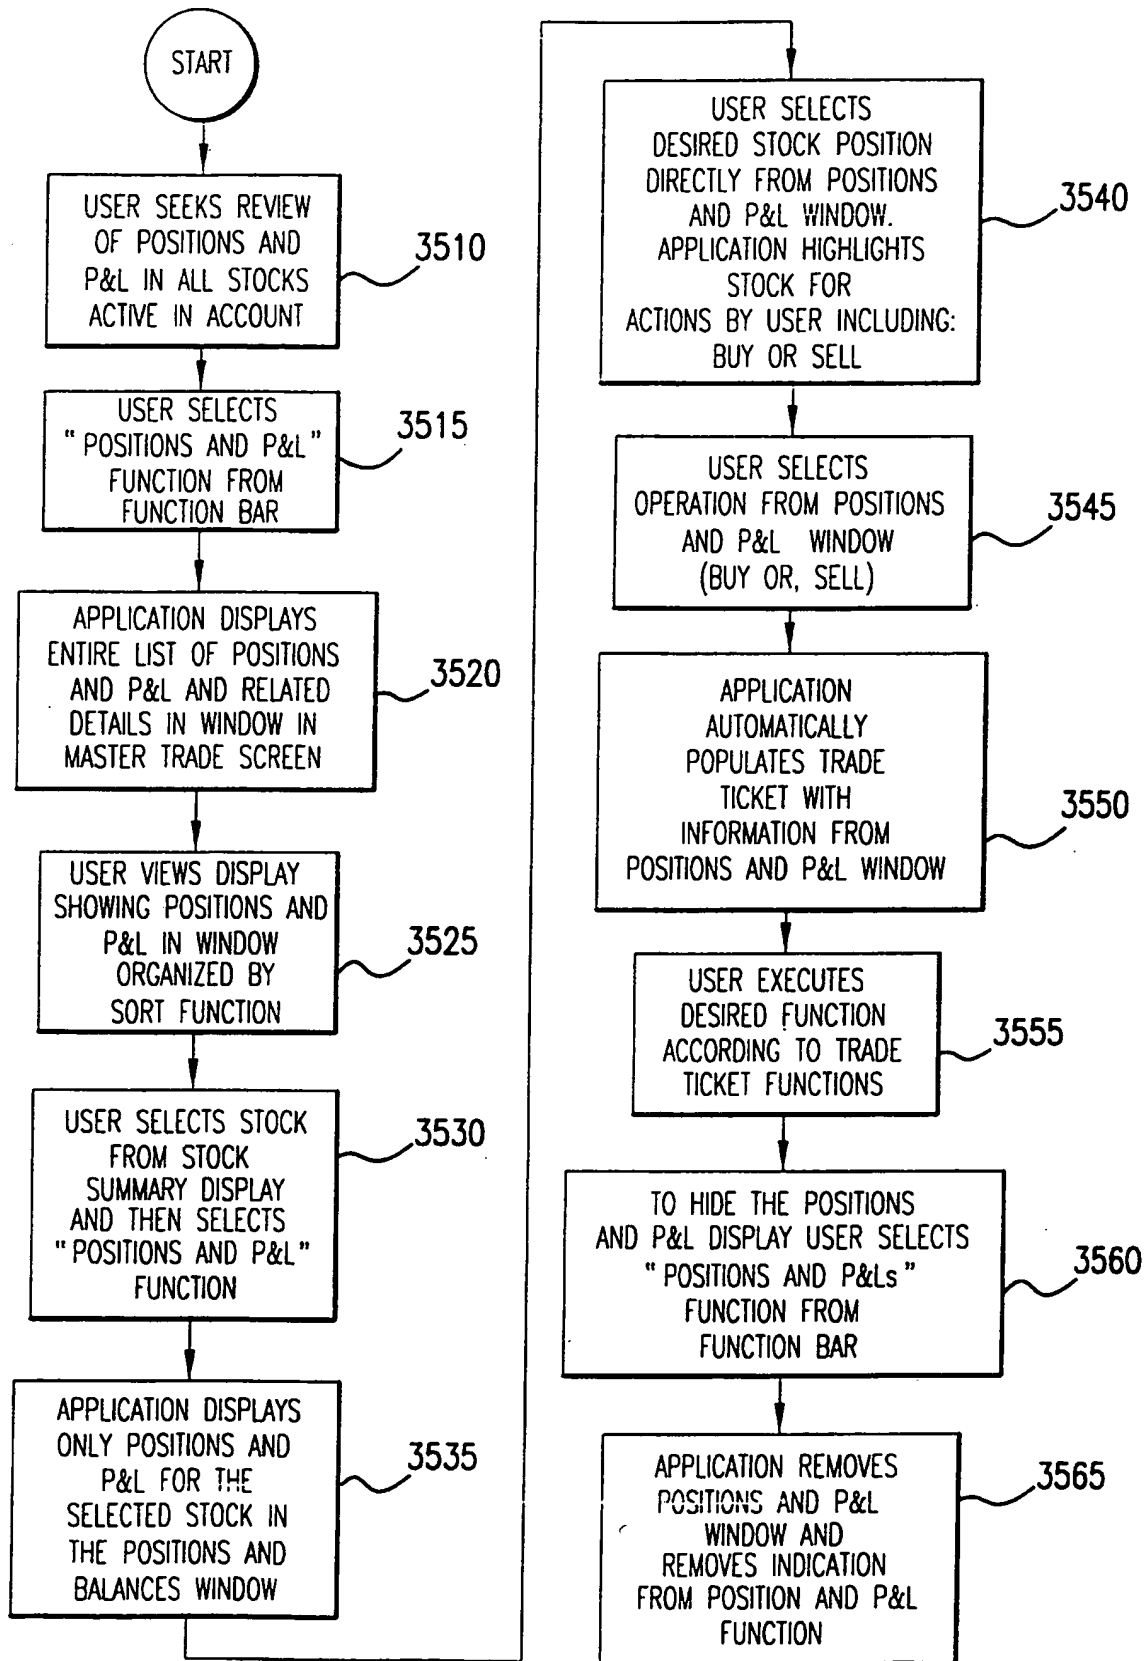 START
USER SEEKS REVIEW
OF POSITIONS AND
P&L IN ALL STOCKS
ACTIVE IN ACCOUNT
3510
USER SELECTS
"POSITIONS AND P&L"
FUNCTION FROM
FUNCTION BAR
3515
APPLICATION DISPLAYS
ENTIRE LIST OF POSITIONS
AND P&L AND RELATED
DETAILS IN WINDOW IN
MASTER TRADE SCREEN
3520
USER VIEWS DISPLAY
SHOWING POSITIONS AND
P&L IN WINDOW
ORGANIZED BY
SORT FUNCTION
3525
USER SELECTS STOCK
FROM STOCK
SUMMARY DISPLAY
AND THEN SELECTS
"POSITIONS AND P&L"
FUNCTION
3530
APPLICATION DISPLAYS
ONLY POSITIONS AND
P&L FOR THE
SELECTED STOCK IN
THE POSITIONS AND
BALANCES WINDOW
3535
USER SELECTS
DESIRED STOCK POSITION
DIRECTLY FROM POSITIONS
AND P&L WINDOW.
APPLICATION HIGHLIGHTS
STOCK FOR
ACTIONS BY USER INCLUDING:
BUY OR SELL
3540
USER SELECTS
OPERATION FROM POSITIONS
AND P&L WINDOW
(BUY OR, SELL)
3545
APPLICATION
AUTOMATICALLY
POPULATES TRADE
TICKET WITH
INFORMATION FROM
POSITIONS AND P&L WINDOW
3550
USER EXECUTES
DESIRED FUNCTION
ACCORDING TO TRADE
TICKET FUNCTIONS
3555
TO HIDE THE POSITIONS
AND P&L DISPLAY USER SELECTS
"POSITIONS AND P&Ls"
FUNCTION FROM
FUNCTION BAR
3560
APPLICATION REMOVES
POSITIONS AND P&L
WINDOW AND
REMOVES INDICATION
FROM POSITION AND P&L
FUNCTION
3565